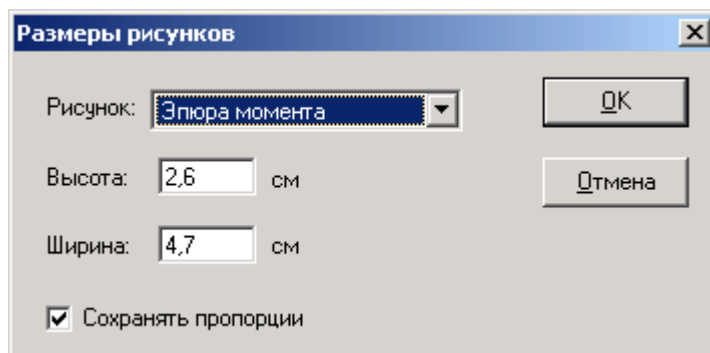 Размеры рисунков
Рисунок: Эпюра момента
OK
Высота: 2,6 см
Отмена
Ширина: 4,7 см
Сохранять пропорции